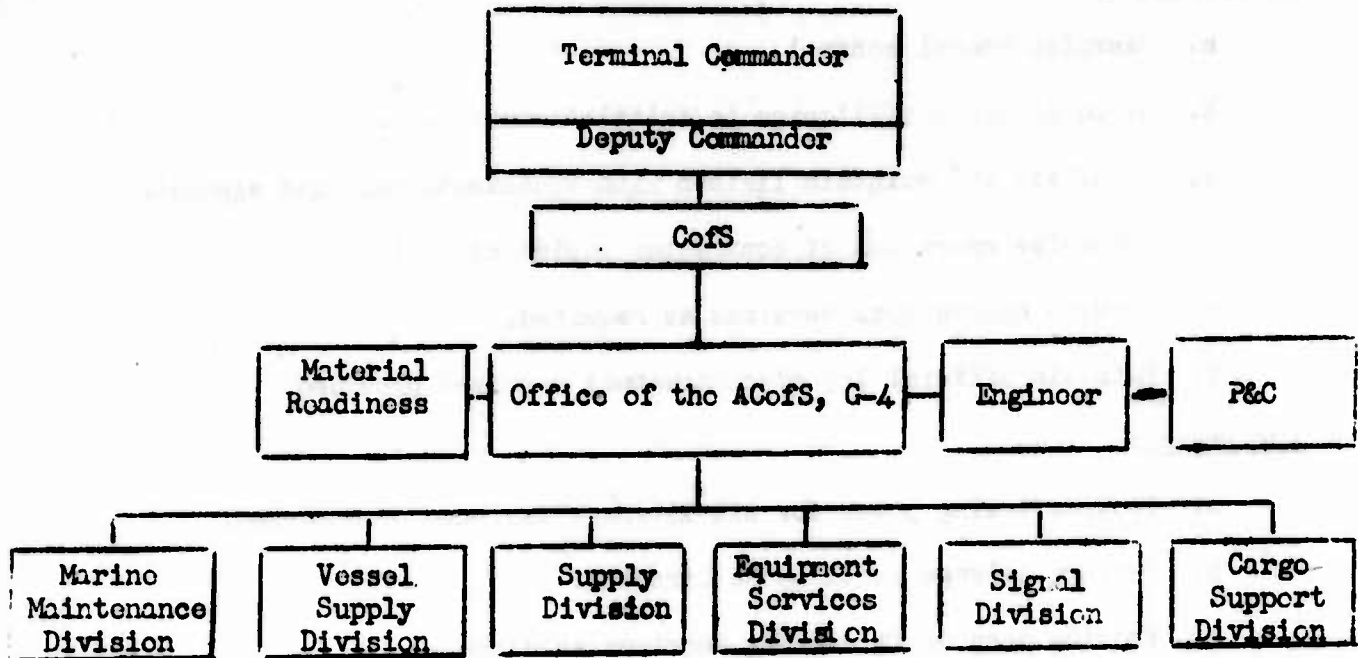 Terminal Commander
Deputy Commander
CofS
Material
Readiness
Office of the ACofS, G-4
Engineer
P&C
Marine
Maintenance
Division
Vessel
Supply
Division
Supply
Division
Equipment
Services
Division
Signal
Division
Cargo
Support
Division